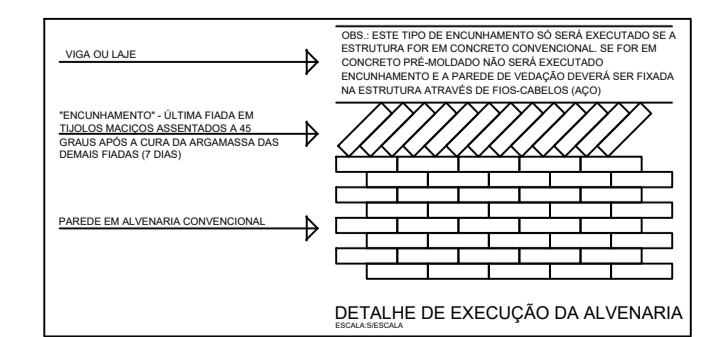 OBS.: ESTE TIPO DE ENCUNHAMENTO SÓ SERÁ EXECUTADO SE A
ESTRUTURA FOR EM CONCRETO CONVENCIONAL. SE FOR EM
CONCRETO PRÉ-MOLDADO NÃO SERÁ EXECUTADO
ENCUNHAMENTO E A PAREDE DE VEDAÇÃO DEVERÁ SER FIXADA
NA ESTRUTURA ATRAVÉS DE FIOS-CABELOS (AÇO)
VIGA OU LAJE
"ENCUNHAMENTO" - ÚLTIMA FIADA EM
TIJOLOS MACIÇOS ASSENTADOS A 45
GRAUS APÓS A CURA DA ARGAMASSA DAS
DEMAIS FIADAS (7 DIAS)
PAREDE EM ALVENARIA CONVENCIONAL
DETALHE DE EXECUÇÃO DA ALVENARIA
ESCALA:S/ESCALA